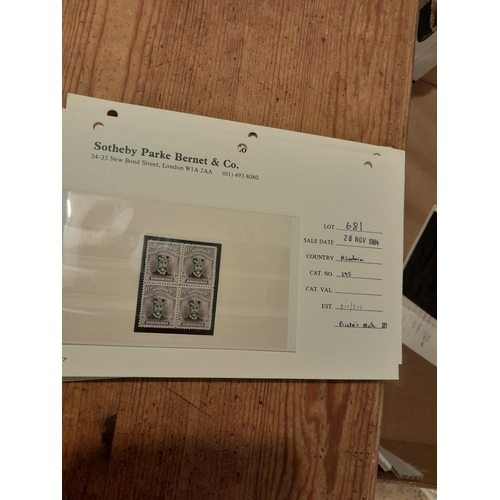 Sotheby Parke Bernet & Co.
34-35 New Bond Street, London W1A 2AA (01) 493 8080
LOT 681
SALE DATE 28 NOV 1984
COUNTRY Rhodesia
CAT. NO.
CAT. VAL.
EST